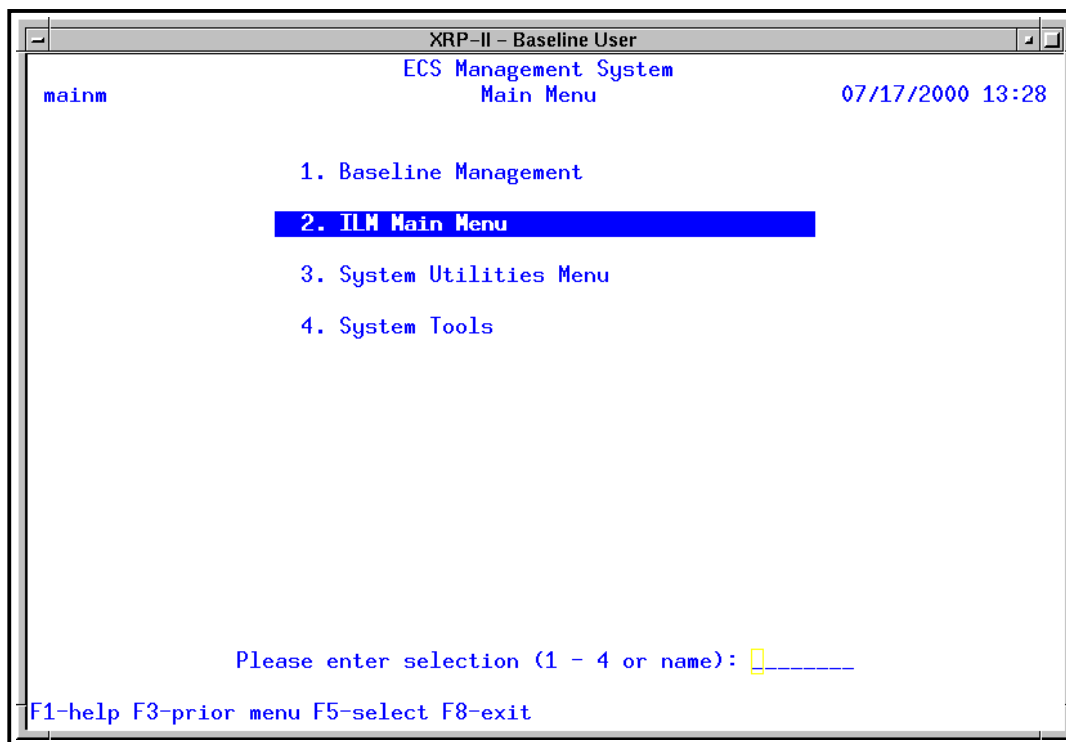 XRP-II - Baseline User
ECS Management System
mainm Main Menu 07/17/2000 13:28
1. Baseline Management
2. ILM Main Menu
3. System Utilities Menu
4. System Tools
Please enter selection (1 - 4 or name): ________
F1-help F3-prior menu F5-select F8-exit